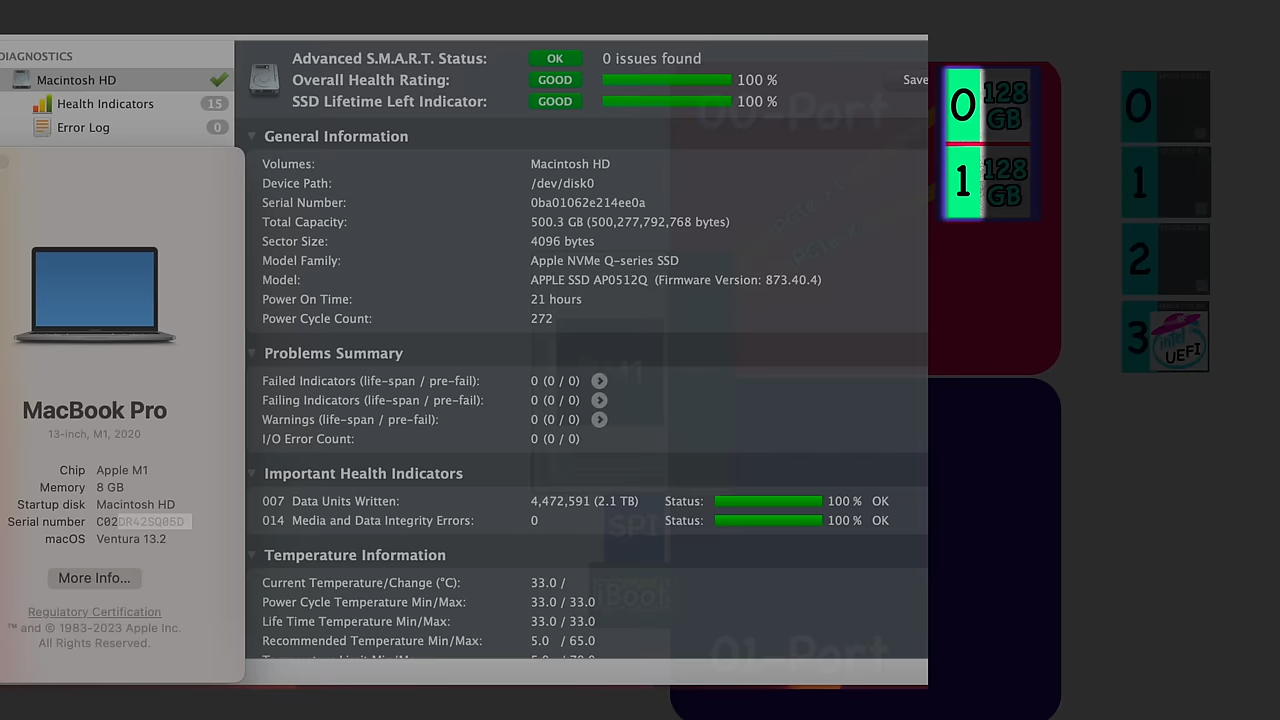 DIAGNOSTICS
Macintosh HD
Health Indicators 15
Error Log 0
MacBook Pro
13-inch, M1, 2020
Chip Apple M1
Memory 8 GB
Startup disk Macintosh HD
Serial number C02DR42SQ05D
macOS Ventura 13.2
More Info...
Regulatory Certification
™ and © 1983-2023 Apple Inc.
All Rights Reserved.
Advanced S.M.A.R.T. Status: OK 0 issues found
Overall Health Rating: GOOD 100 %
SSD Lifetime Left Indicator: GOOD 100 %
Save
General Information
Volumes: Macintosh HD
Device Path: /dev/disk0
Serial Number: 0ba01062e214ee0a
Total Capacity: 500.3 GB (500,277,792,768 bytes)
Sector Size: 4096 bytes
Model Family: Apple NVMe Q-series SSD
Model: APPLE SSD AP0512Q (Firmware Version: 873.40.4)
Power On Time: 21 hours
Power Cycle Count: 272
Problems Summary
Failed Indicators (life-span / pre-fail): 0 (0 / 0)
Failing Indicators (life-span / pre-fail): 0 (0 / 0)
Warnings (life-span / pre-fail): 0 (0 / 0)
I/O Error Count: 0 (0 / 0)
Important Health Indicators
007 Data Units Written: 4,472,591 (2.1 TB) Status: 100 % OK
014 Media and Data Integrity Errors: 0 Status: 100 % OK
Temperature Information
Current Temperature/Change (°C): 33.0 /
Power Cycle Temperature Min/Max: 33.0 / 33.0
Life Time Temperature Min/Max: 33.0 / 33.0
Recommended Temperature Min/Max: 5.0 / 65.0
00-Port
M1
SPI
iBoot
01-Port
0 128 GB
1 128 GB
0
1
2
3 intel UEFI